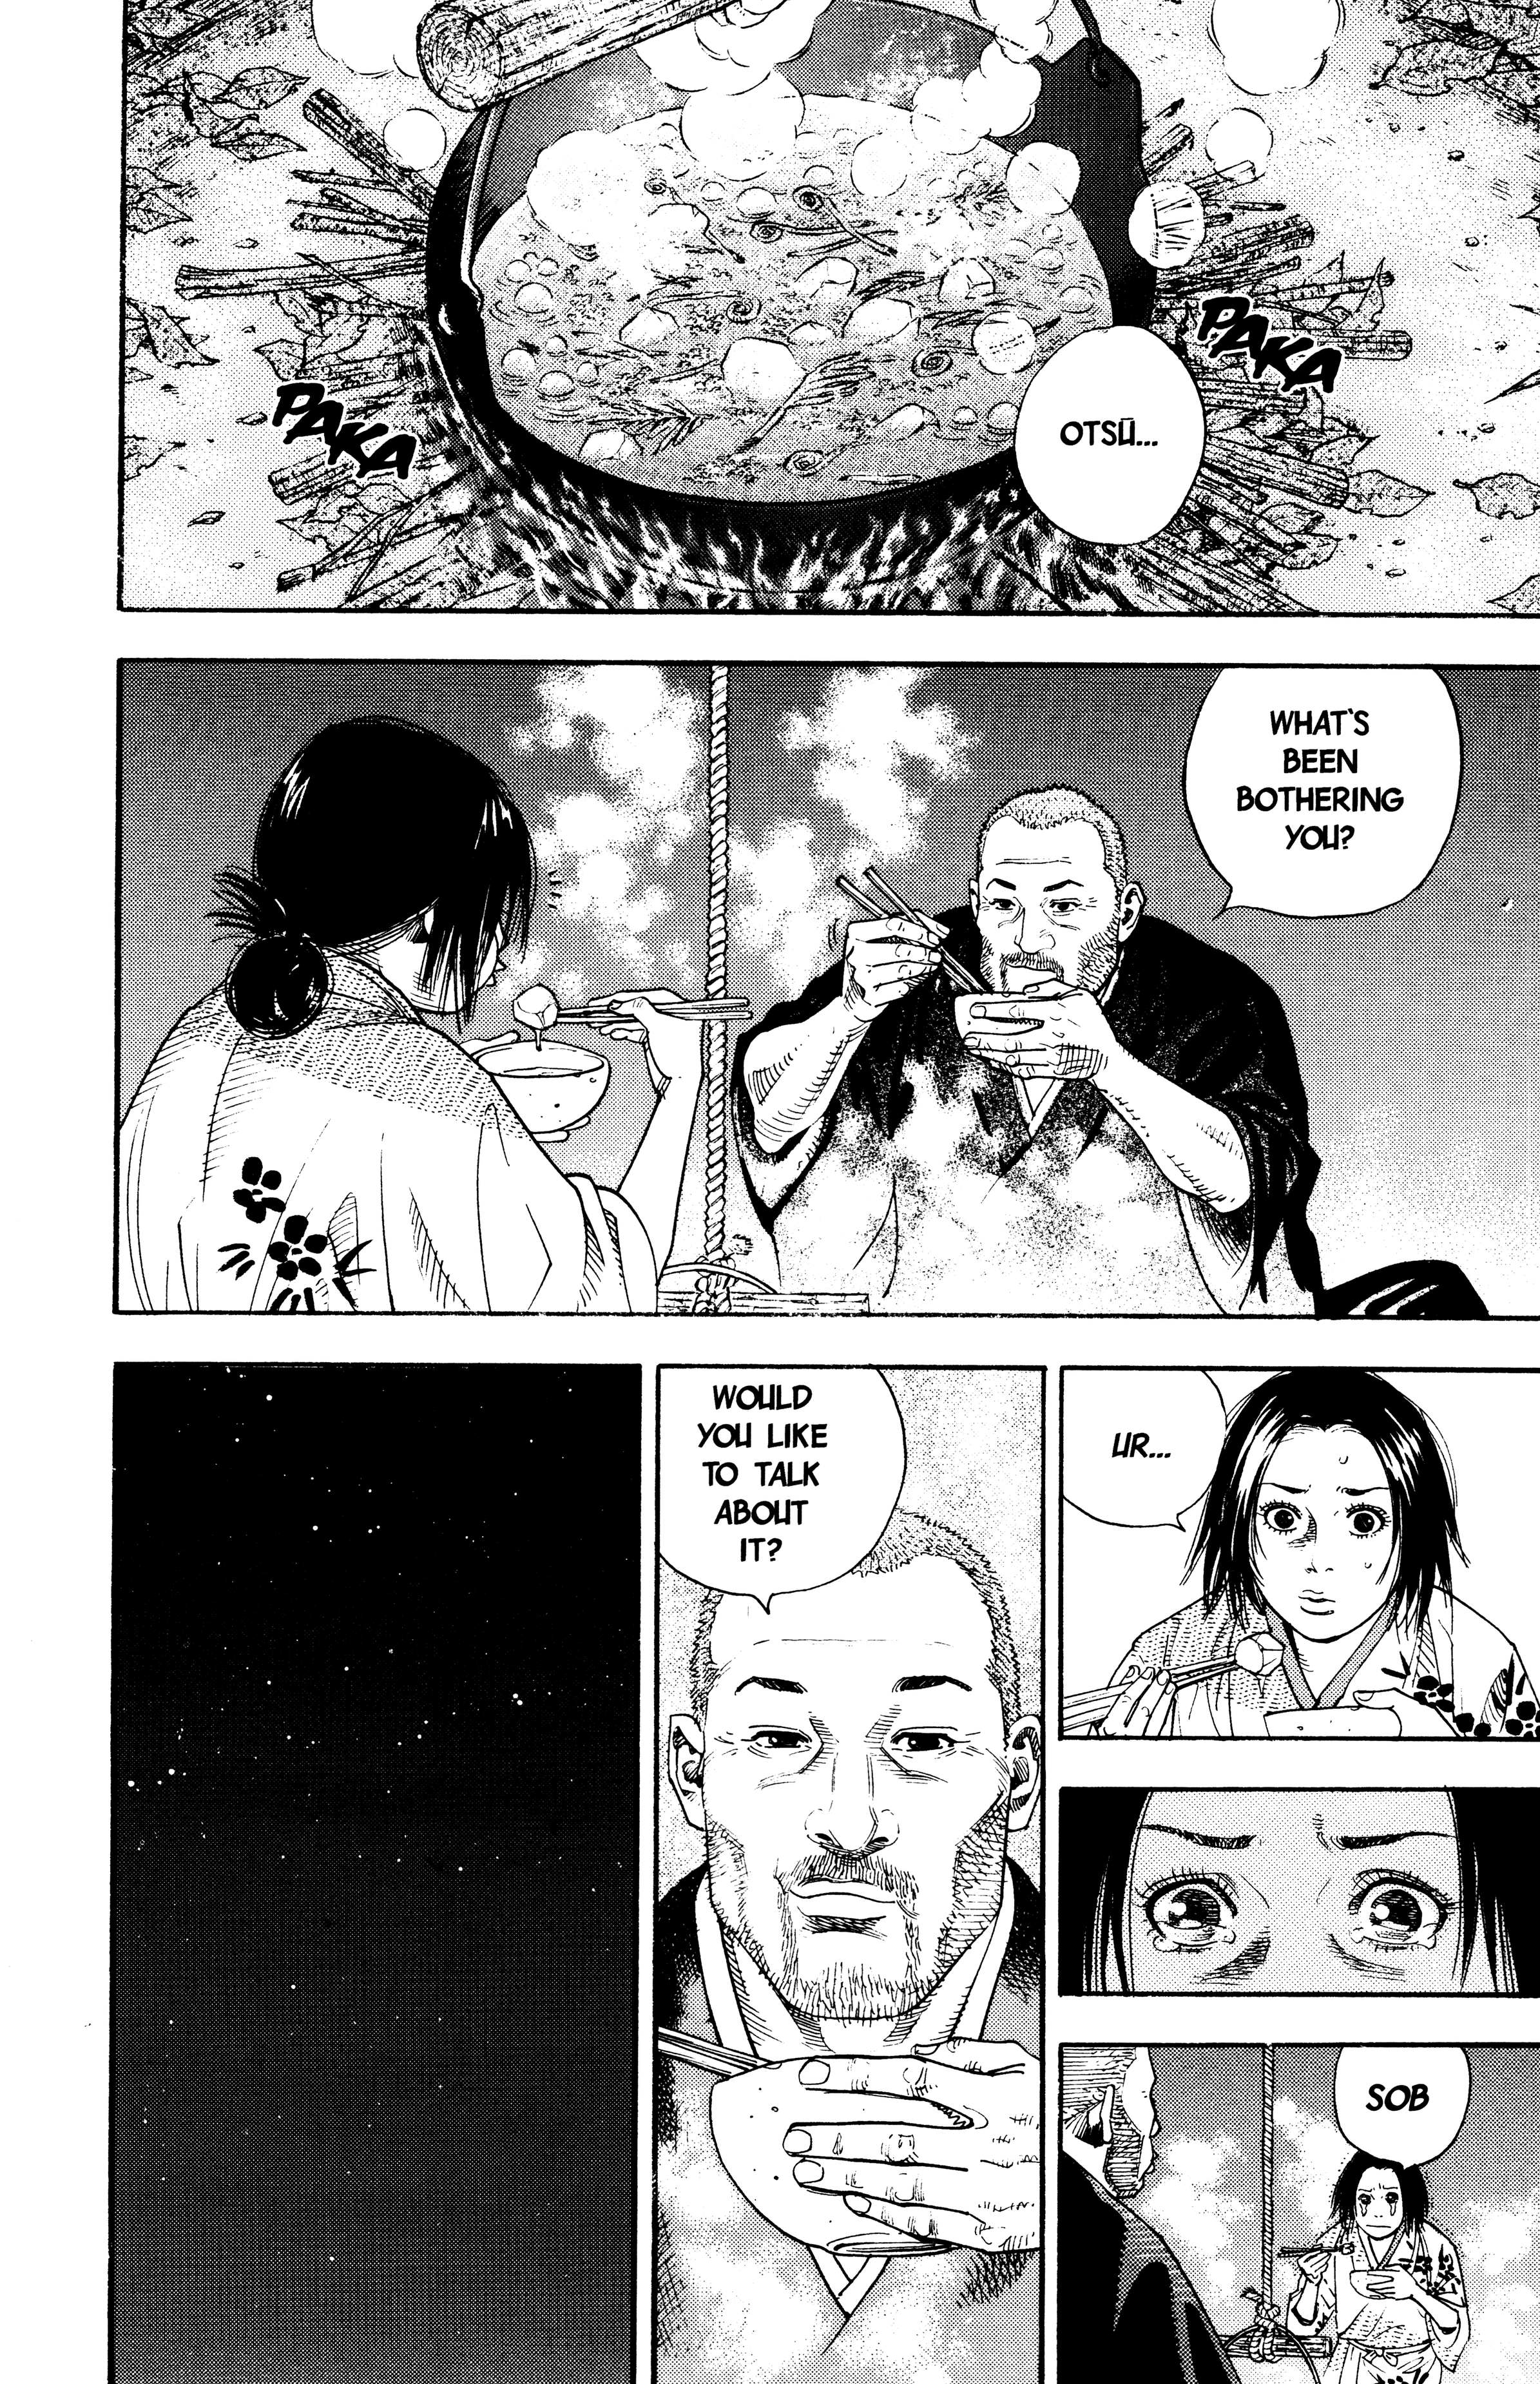 PAKA
PAKA
OTSŪ...
WHAT'S
BEEN
BOTHERING
YOU?
UR...
SOB
WOULD
YOU LIKE
TO TALK
ABOUT
IT?